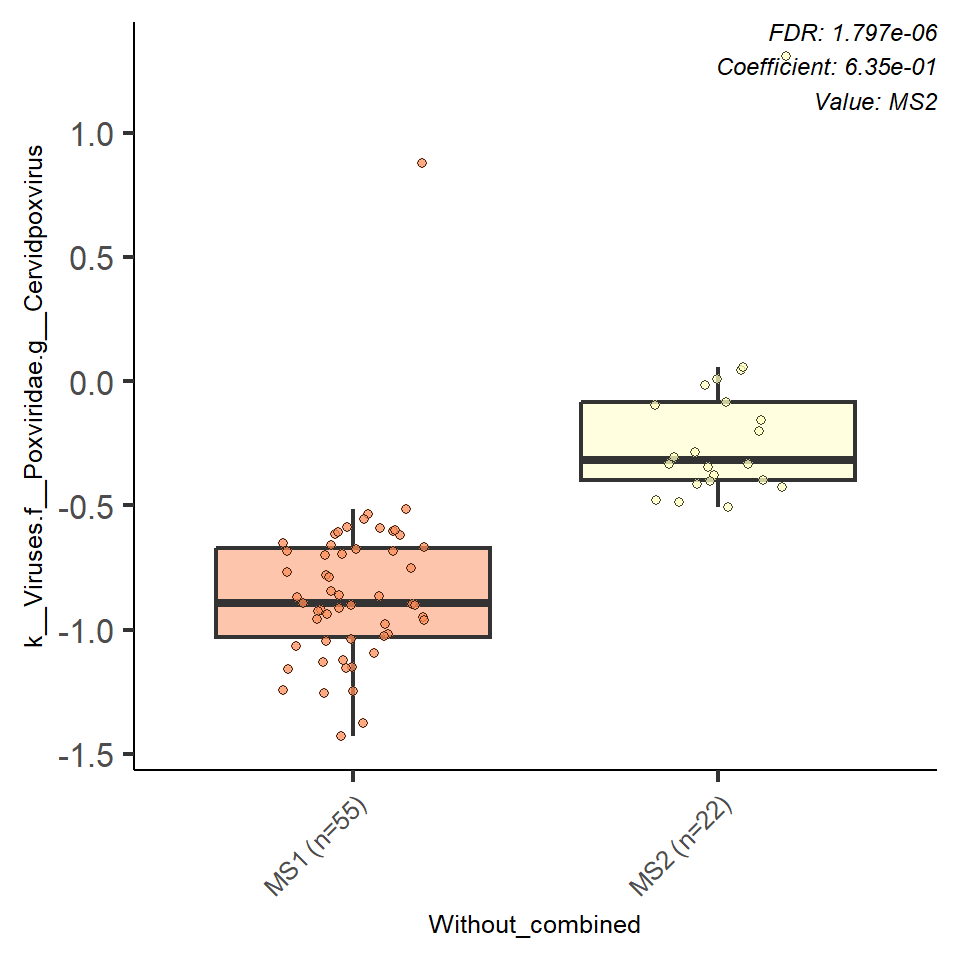 FDR: 1.797e-06
Coefficient: 6.35e-01
Value: MS2
k__Viruses.f__Poxviridae.g__Cervidpoxvirus
1.0
0.5
0.0
-0.5
-1.0
-1.5
MS1 (n=55)
MS2 (n=22)
Without_combined